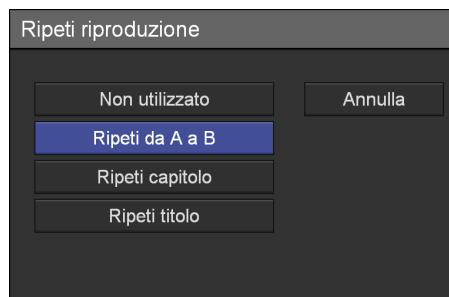 Ripeti riproduzione
Non utilizzato
Annulla
Ripeti da A a B
Ripeti capitolo
Ripeti titolo